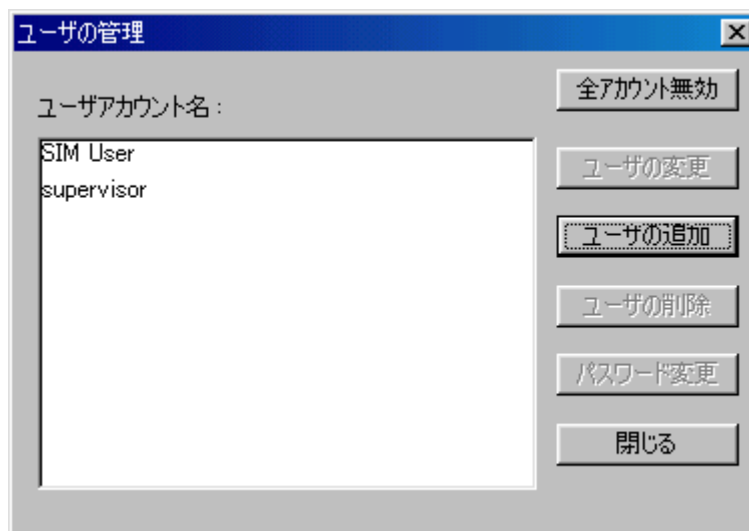 ユーザの管理
ユーザアカウント名：
SIM User
supervisor
全アカウント無効
ユーザの変更
ユーザの追加
ユーザの削除
パスワード変更
閉じる